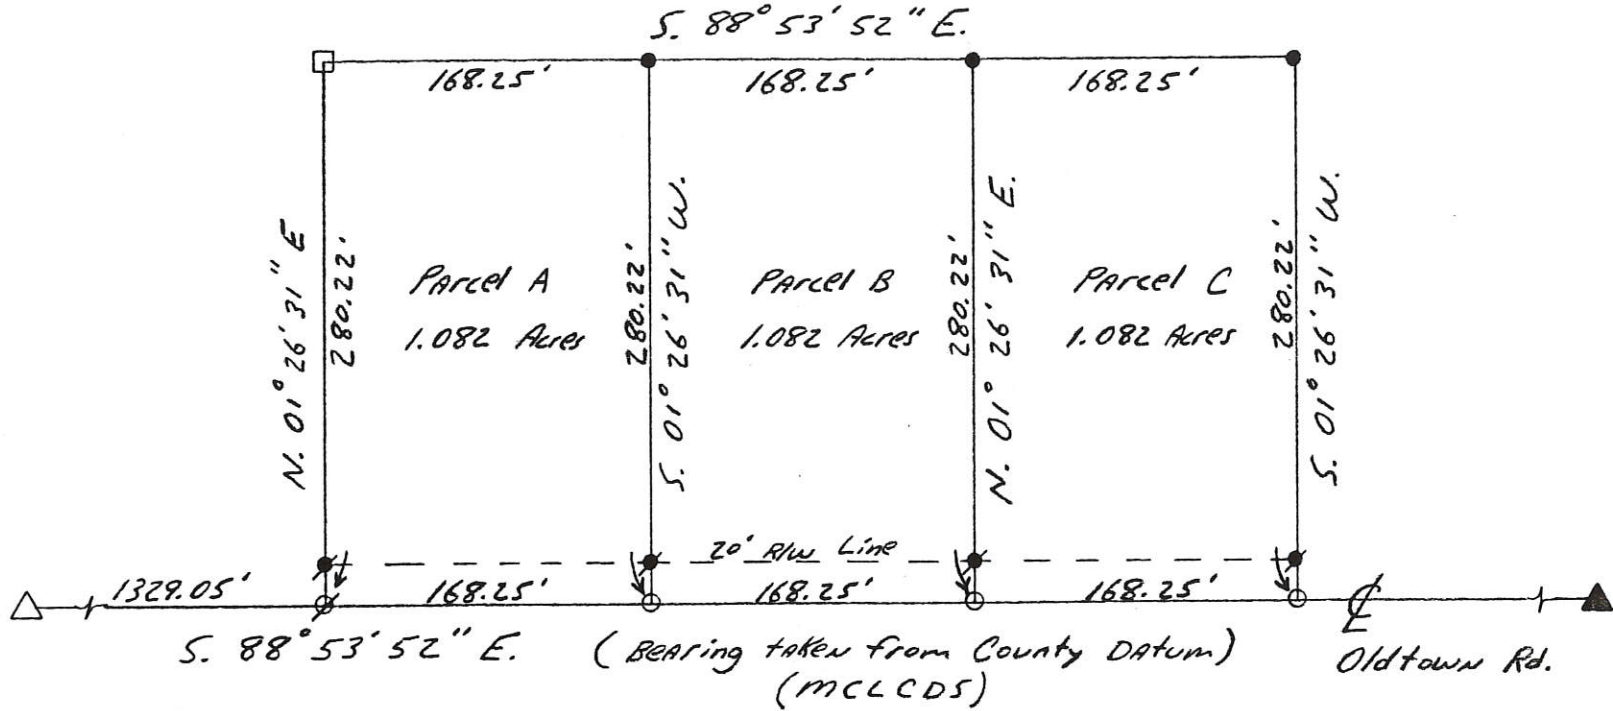 S. 88° 53' 52" E.
168.25' 168.25' 168.25'
N. 01° 26' 31" E
280.22'
Parcel A
1.082 Acres
280.22'
S. 01° 26' 31" W.
Parcel B
1.082 Acres
280.22'
N. 01° 26' 31" E.
Parcel C
1.082 Acres
280.22'
S. 01° 26' 31" W.
20' R/W Line
1329.05' 168.25' 168.25' 168.25' ℄
S. 88° 53' 52" E. (Bearing taken from County Datum) Oldtown Rd.
(MCLCDS)